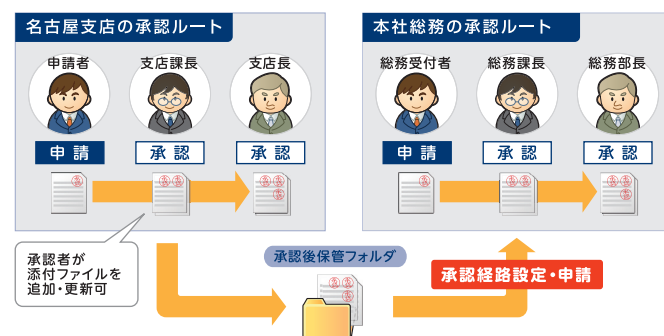 名古屋支店の承認ルート
申請者
支店課長
支店長
申請
承認
承認
承認者が
添付ファイルを
追加・更新可
承認後保管フォルダ
本社総務の承認ルート
総務受付者
総務課長
総務部長
申請
承認
承認
承認経路設定・申請